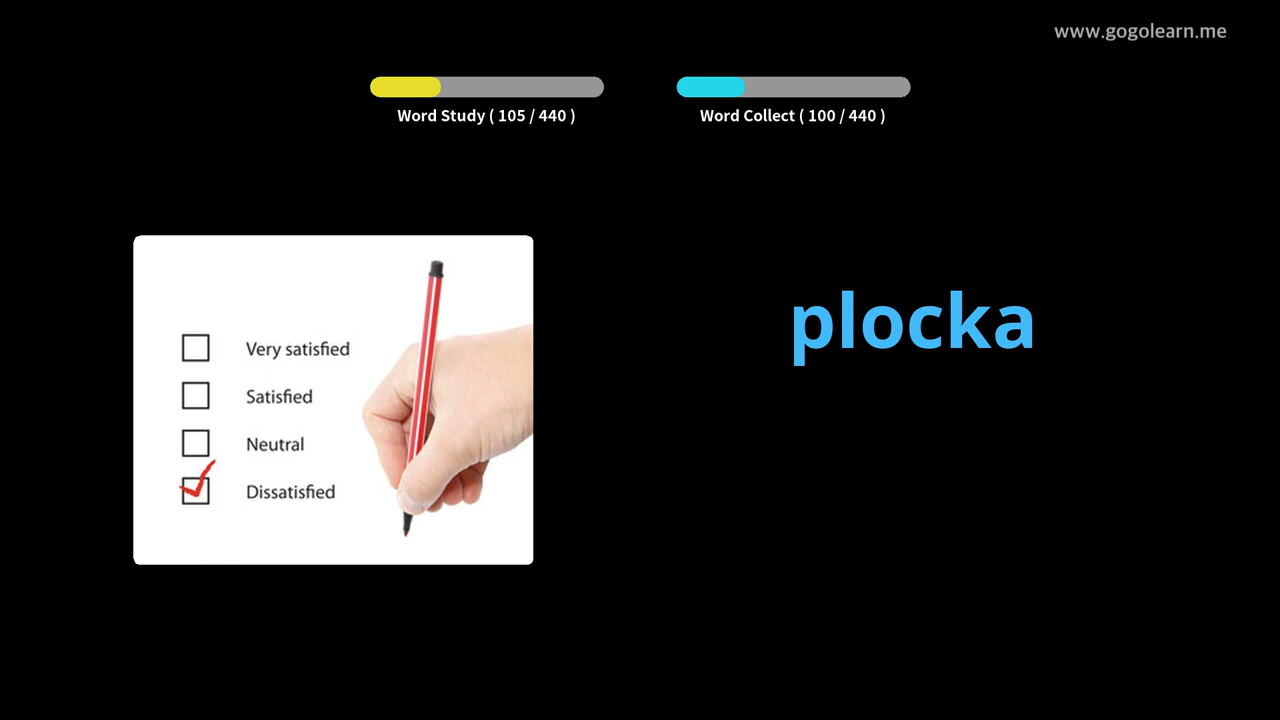 www.gogolearn.me
Word Study ( 105 / 440 )
Word Collect ( 100 / 440 )
plocka
Very satisfied
Satisfied
Neutral
Dissatisfied